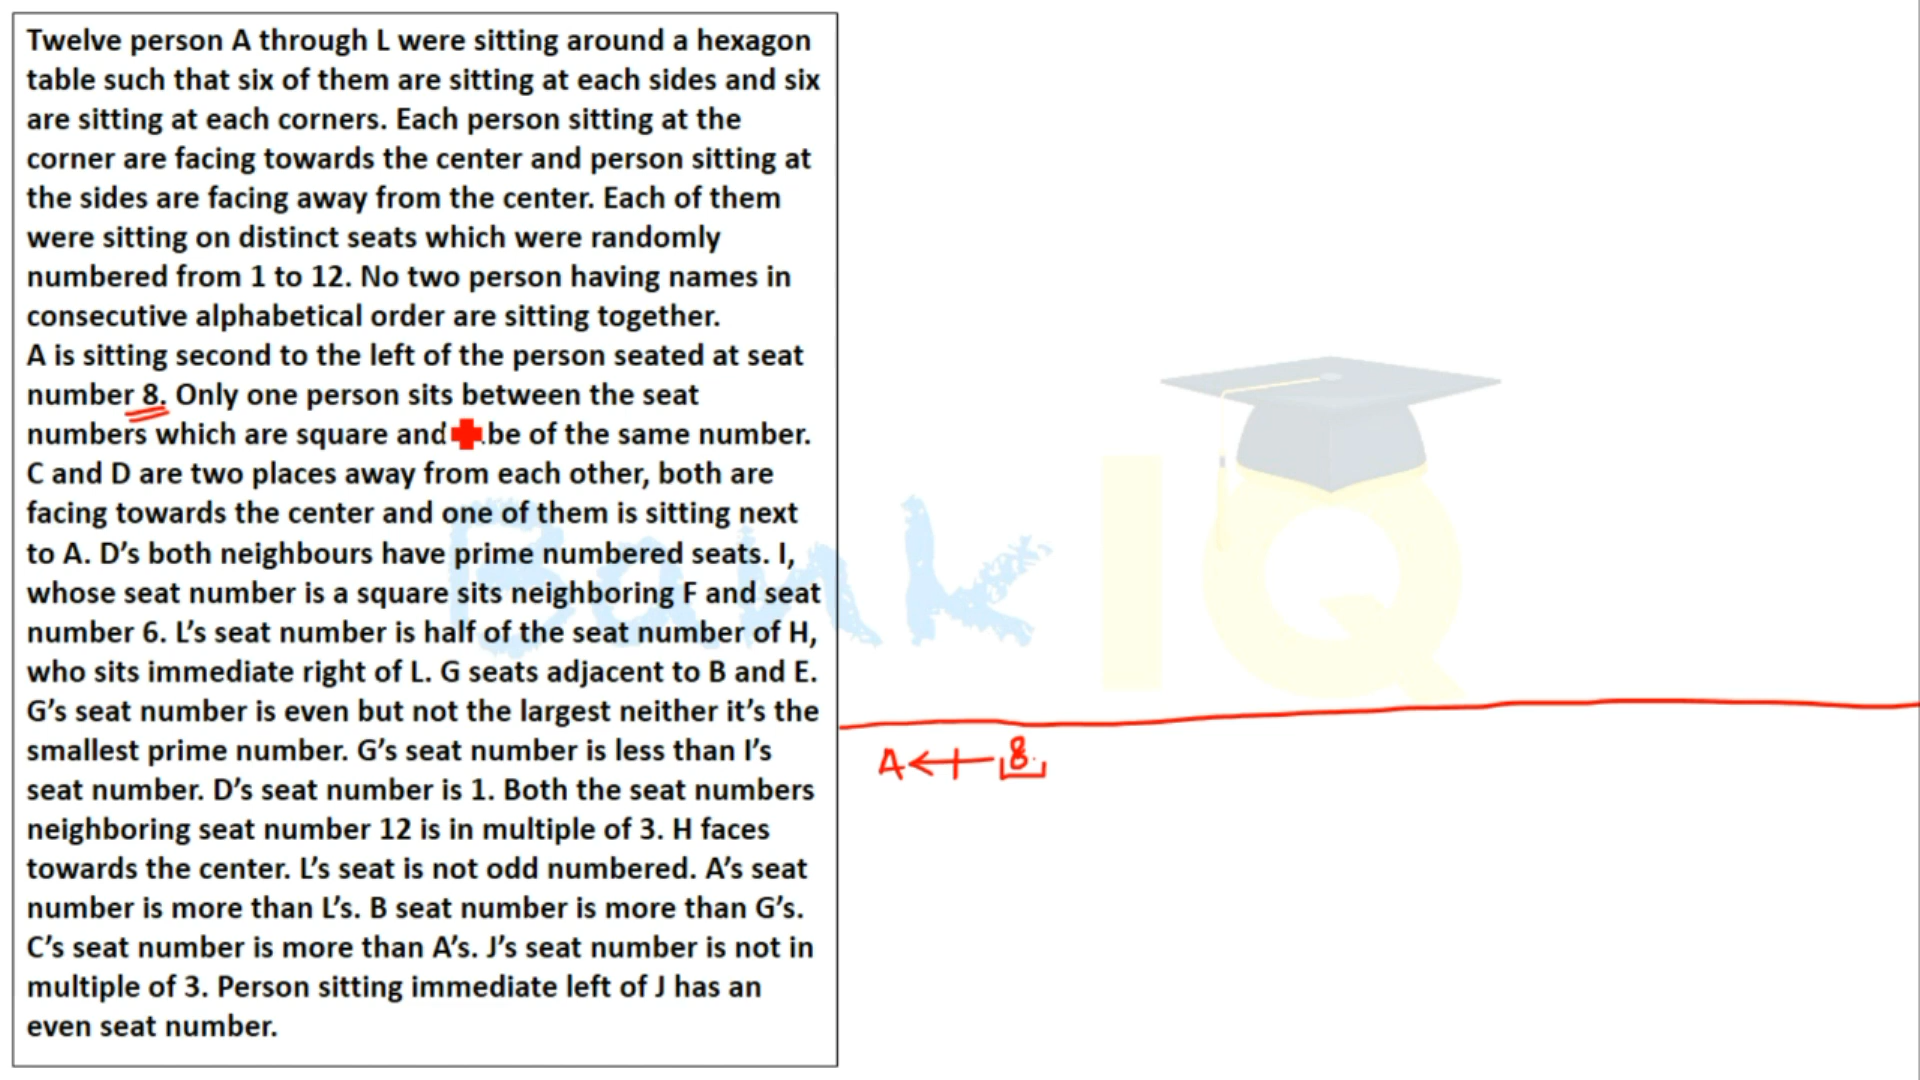 Twelve person A through L were sitting around a hexagon
table such that six of them are sitting at each sides and six
are sitting at each corners. Each person sitting at the
corner are facing towards the center and person sitting at
the sides are facing away from the center. Each of them
were sitting on distinct seats which were randomly
numbered from 1 to 12. No two person having names in
consecutive alphabetical order are sitting together.
A is sitting second to the left of the person seated at seat
number 8. Only one person sits between the seat
numbers which are square and be of the same number.
C and D are two places away from each other, both are
facing towards the center and one of them is sitting next
to A. D’s both neighbours have prime numbered seats. I,
whose seat number is a square sits neighboring F and seat
number 6. L’s seat number is half of the seat number of H,
who sits immediate right of L. G seats adjacent to B and E.
G’s seat number is even but not the largest neither it’s the
smallest prime number. G’s seat number is less than I’s
seat number. D’s seat number is 1. Both the seat numbers
neighboring seat number 12 is in multiple of 3. H faces
towards the center. L’s seat is not odd numbered. A’s seat
number is more than L’s. B seat number is more than G’s.
C’s seat number is more than A’s. J’s seat number is not in
multiple of 3. Person sitting immediate left of J has an
even seat number.
Bank IQ
A 8